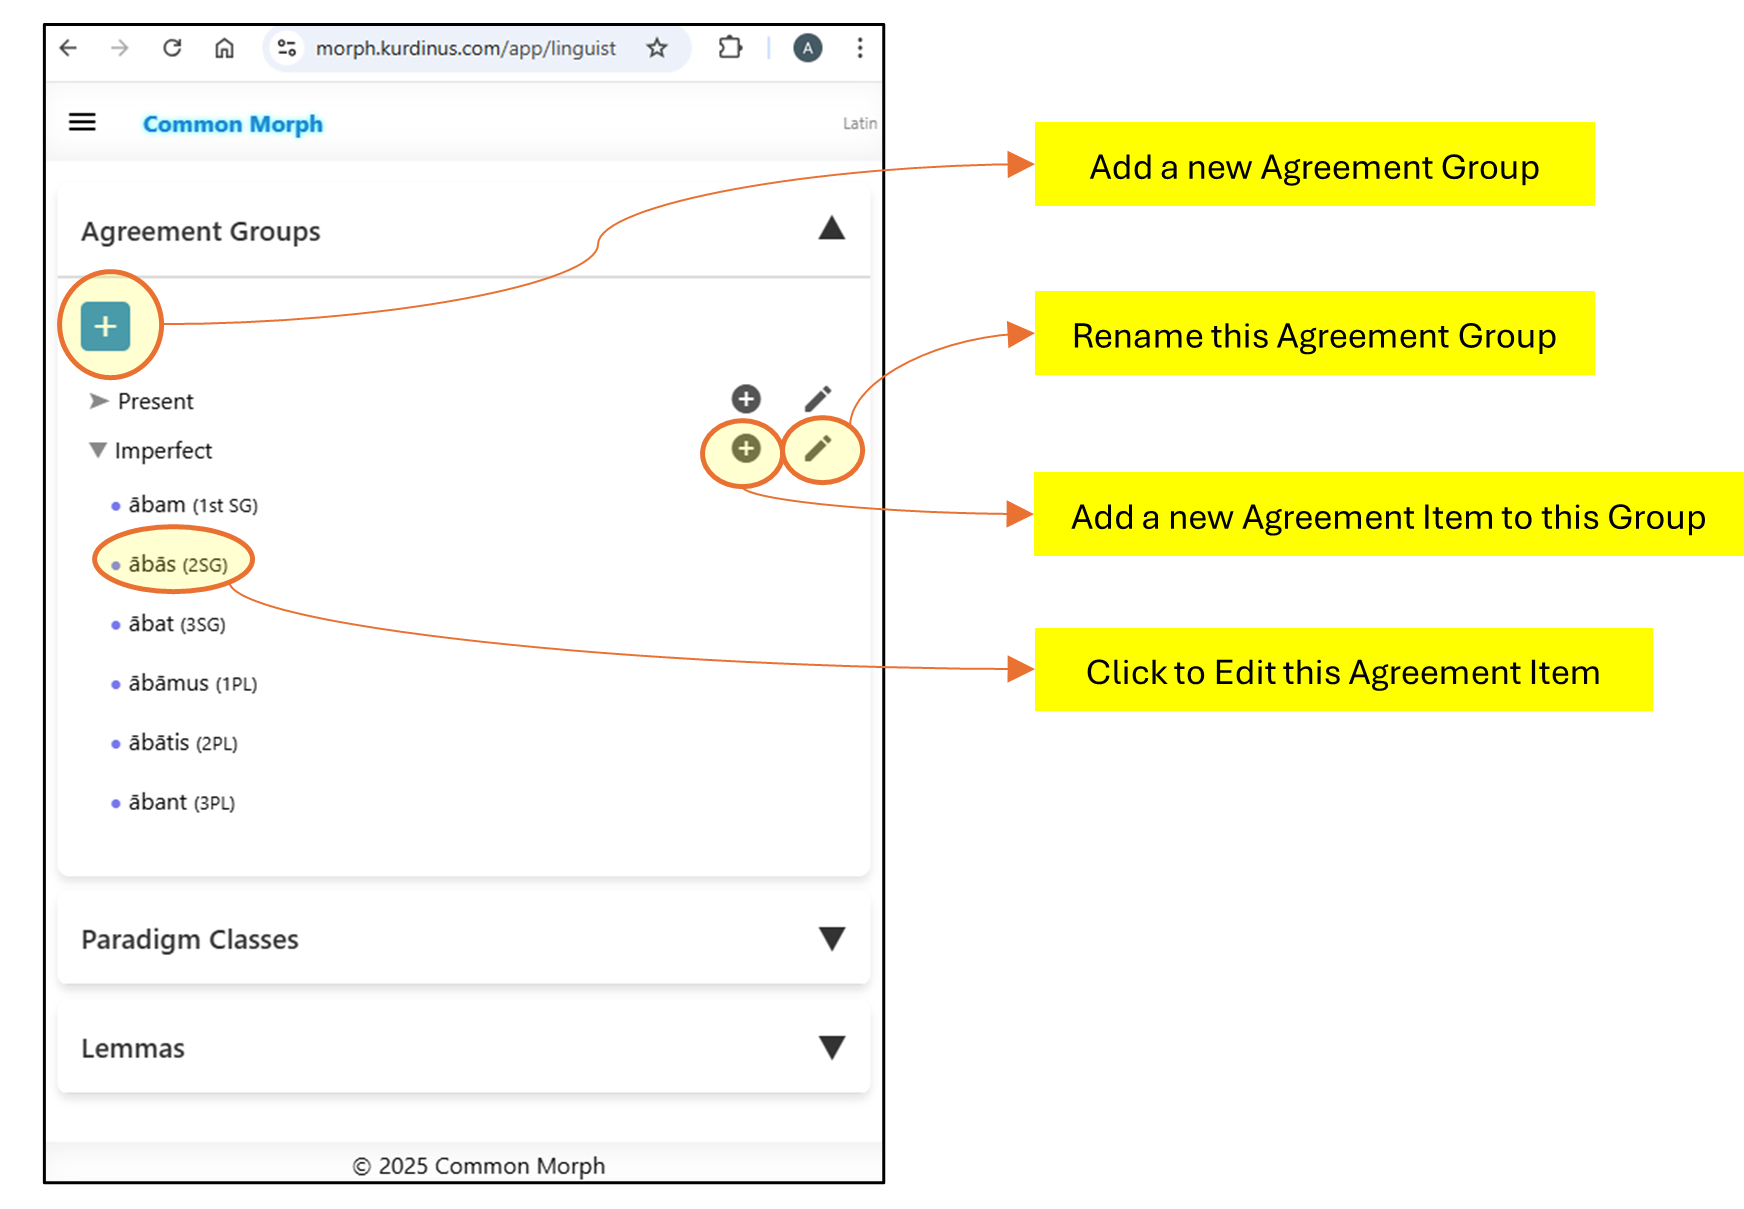 morph.kurdinus.com/app/linguist
A
Common Morph
Latin
Agreement Groups
Add a new Agreement Group
Rename this Agreement Group
Present
Imperfect
Add a new Agreement Item to this Group
ābam (1st SG)
ābās (2SG)
ābat (3SG)
Click to Edit this Agreement Item
ābāmus (1PL)
ābātis (2PL)
ābant (3PL)
Paradigm Classes
Lemmas
© 2025 Common Morph